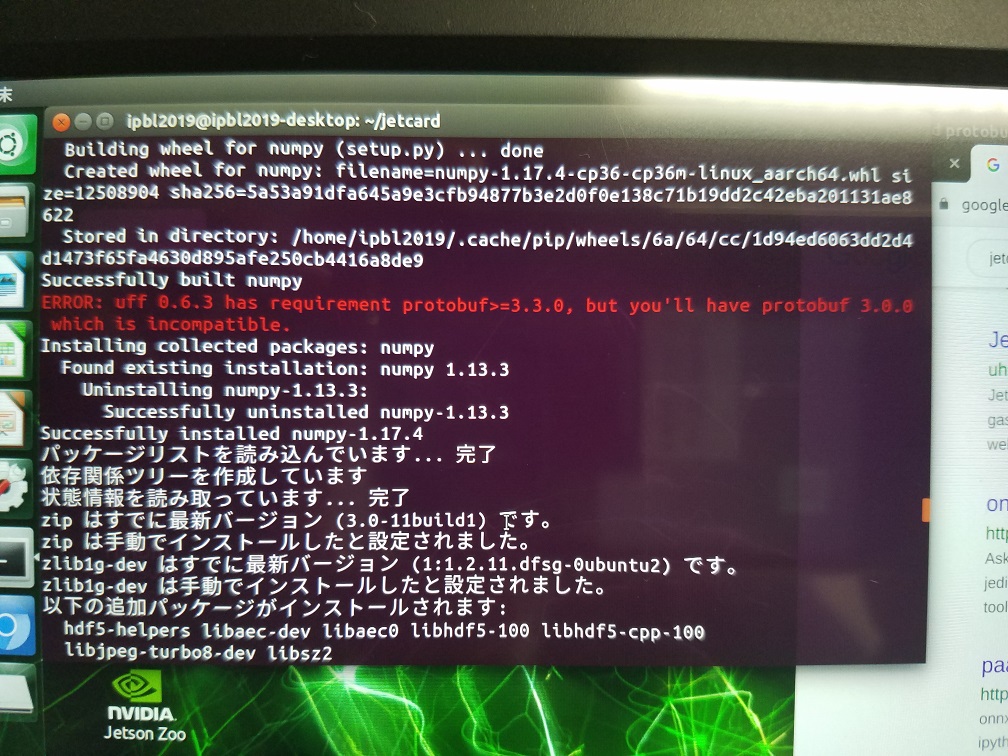 末
ipbl2019@ipbl2019-desktop: ~/jetcard
Building wheel for numpy (setup.py) ... done
Created wheel for numpy: filename=numpy-1.17.4-cp36-cp36m-linux_aarch64.whl si
ze=12508904 sha256=5a53a91dfa645a9e3cfb94877b3e2d0f0e138c71b19dd2c42eba201131ae8
622
Stored in directory: /home/ipbl2019/.cache/pip/wheels/6a/64/cc/1d94ed6063dd2d4
d1473f65fa4630d895afe250cb4416a8de9
Successfully built numpy
ERROR: uff 0.6.3 has requirement protobuf>=3.3.0, but you'll have protobuf 3.0.0
which is incompatible.
Installing collected packages: numpy
Found existing installation: numpy 1.13.3
Uninstalling numpy-1.13.3:
Successfully uninstalled numpy-1.13.3
Successfully installed numpy-1.17.4
パッケージリストを読み込んでいます... 完了
依存関係ツリーを作成しています
状態情報を読み取っています... 完了
zip はすでに最新バージョン (3.0-11build1) です。
zip は手動でインストールしたと設定されました。
zlib1g-dev はすでに最新バージョン (1:1.2.11.dfsg-0ubuntu2) です。
zlib1g-dev は手動でインストールしたと設定されました。
以下の追加パッケージがインストールされます:
hdf5-helpers libaec-dev libaec0 libhdf5-100 libhdf5-cpp-100
libjpeg-turbo8-dev libsz2
NVIDIA.
Jetson Zoo
d protobu
G
google
jet
Je
uh
Jet
gas
we
on
http
Ask
jedi
tool
paa
http
onnx
ipyth